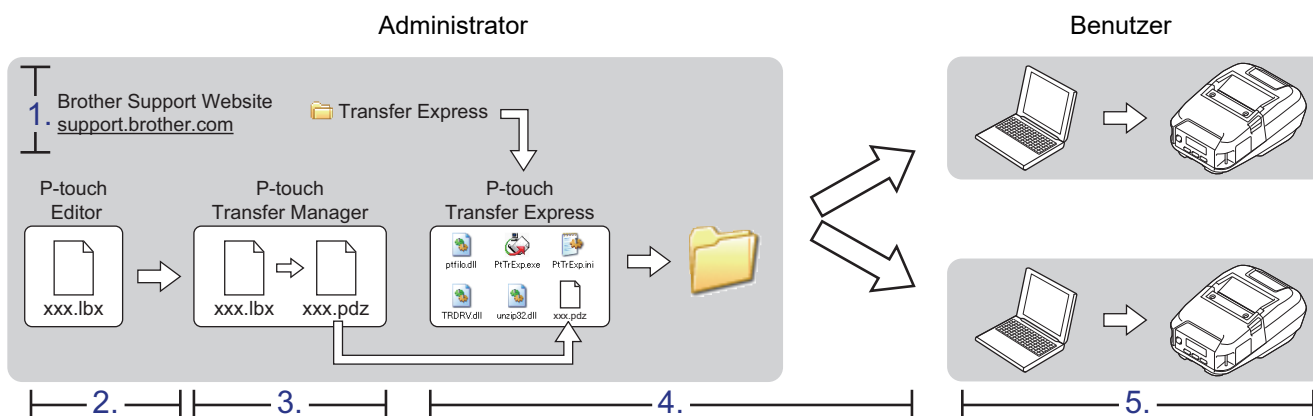 Administrator
Benutzer
1.
Brother Support Website
support.brother.com
Transfer Express
P-touch
Editor
P-touch
Transfer Manager
P-touch
Transfer Express
xxx.lbx
xxx.lbx
xxx.pdz
ptfilo.dll
PtTrExp.exe
PtTrExp.ini
TRDRV.dll
unzip32.dll
xxx.pdz
2.
3.
4.
5.